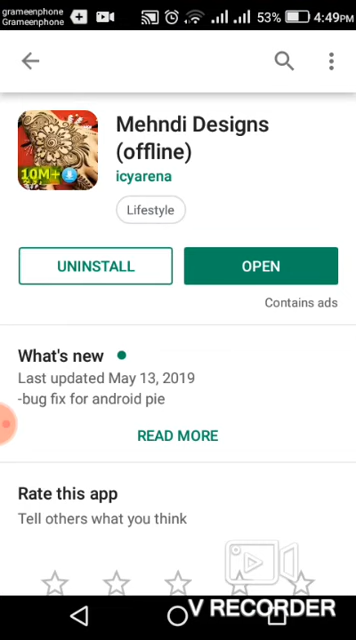 grameenphone
Grameenphone
53% 4:49PM
Mehndi Designs
(offline)
10M+
icyarena
Lifestyle
UNINSTALL
OPEN
Contains ads
What's new
Last updated May 13, 2019
-bug fix for android pie
READ MORE
Rate this app
Tell others what you think
V RECORDER